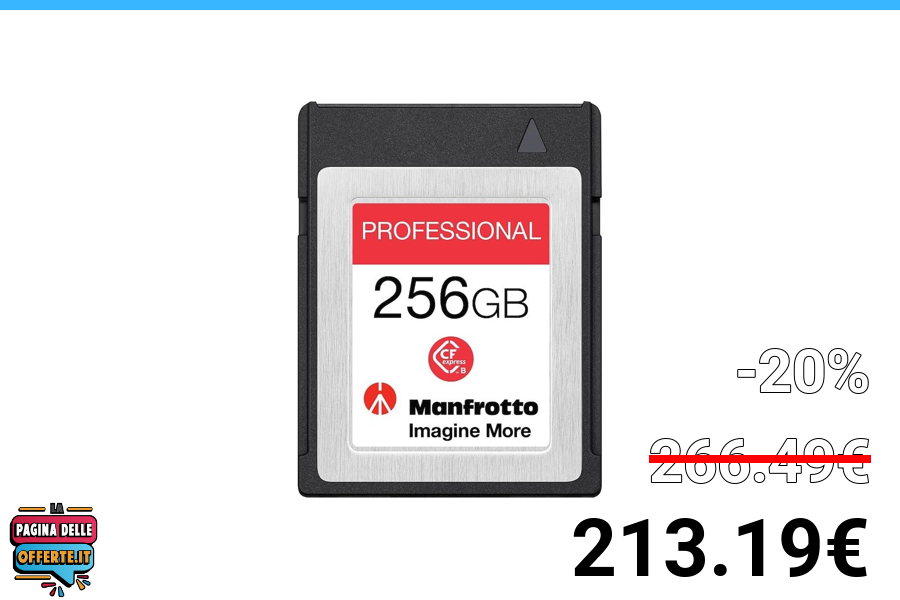 PROFESSIONAL
256GB
CF
express
B
Manfrotto
Imagine More
-20%
266.49€
213.19€
LA
PAGINA DELLE
OFFERTE.IT